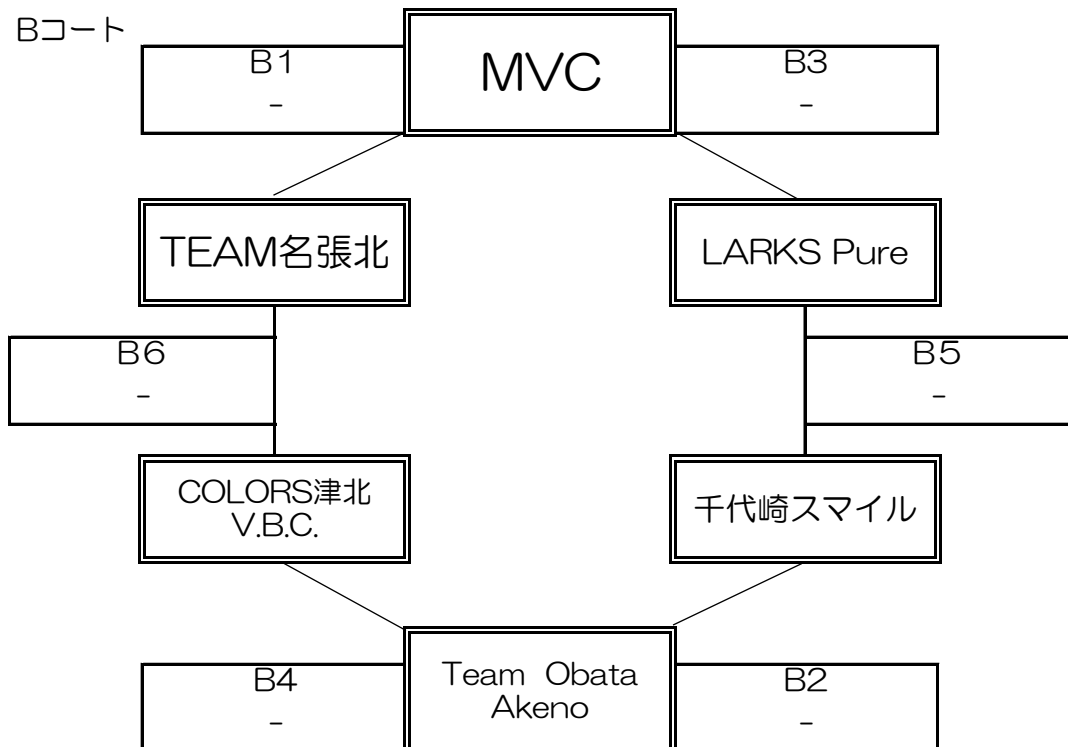 Bコート
B1
-
MVC
B3
-
TEAM名張北
LARKS Pure
B6
-
B5
-
COLORS津北
V.B.C.
千代崎スマイル
B4
-
Team Obata
Akeno
B2
-